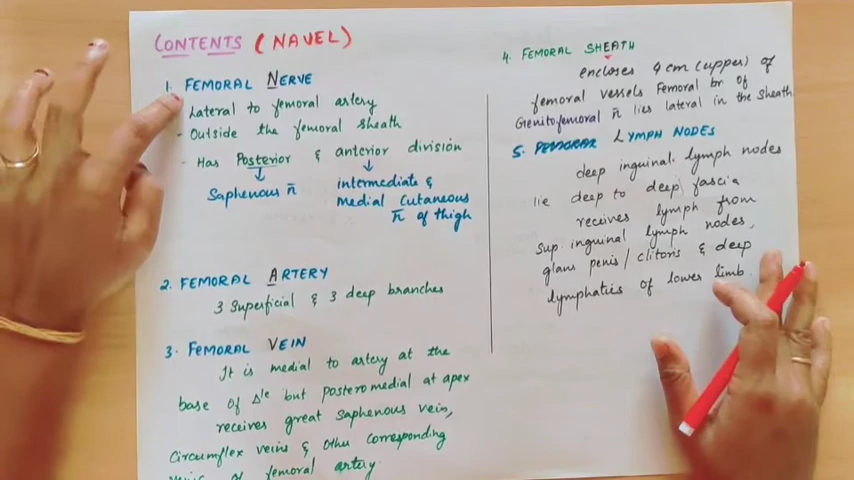 CONTENTS (NAVEL)
1. FEMORAL NERVE
Lateral to femoral artery
- Outside the femoral sheath
- Has Posterior & anterior division
Saphenous n̄
intermediate &
medial cutaneous
n̄ of thigh
2. FEMORAL ARTERY
3 Superficial & 3 deep branches
3. FEMORAL VEIN
It is medial to artery at the
base of Δle but posteromedial at apex
receives great saphenous vein,
Circumflex veins & other corresponding
of femoral artery
4. FEMORAL SHEATH
encloses 4 cm (upper) of
femoral vessels Femoral br of
Genitofemoral n̄ lies lateral in the sheath
5. FEMORAL LYMPH NODES
deep inguinal lymph nodes
lie deep to deep fascia
receives lymph from
sup. inguinal lymph nodes,
glans penis/clitoris & deep
lymphatics of lower limb.